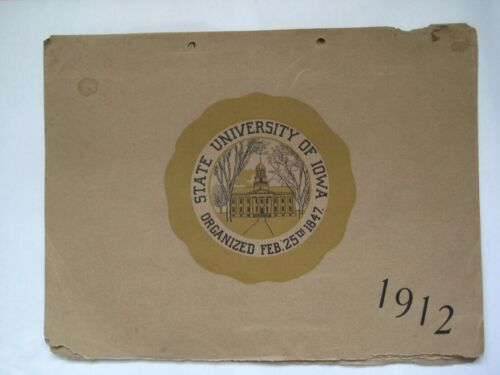 STATE UNIVERSITY OF IOWA
ORGANIZED FEB. 25TH 1847.
1912